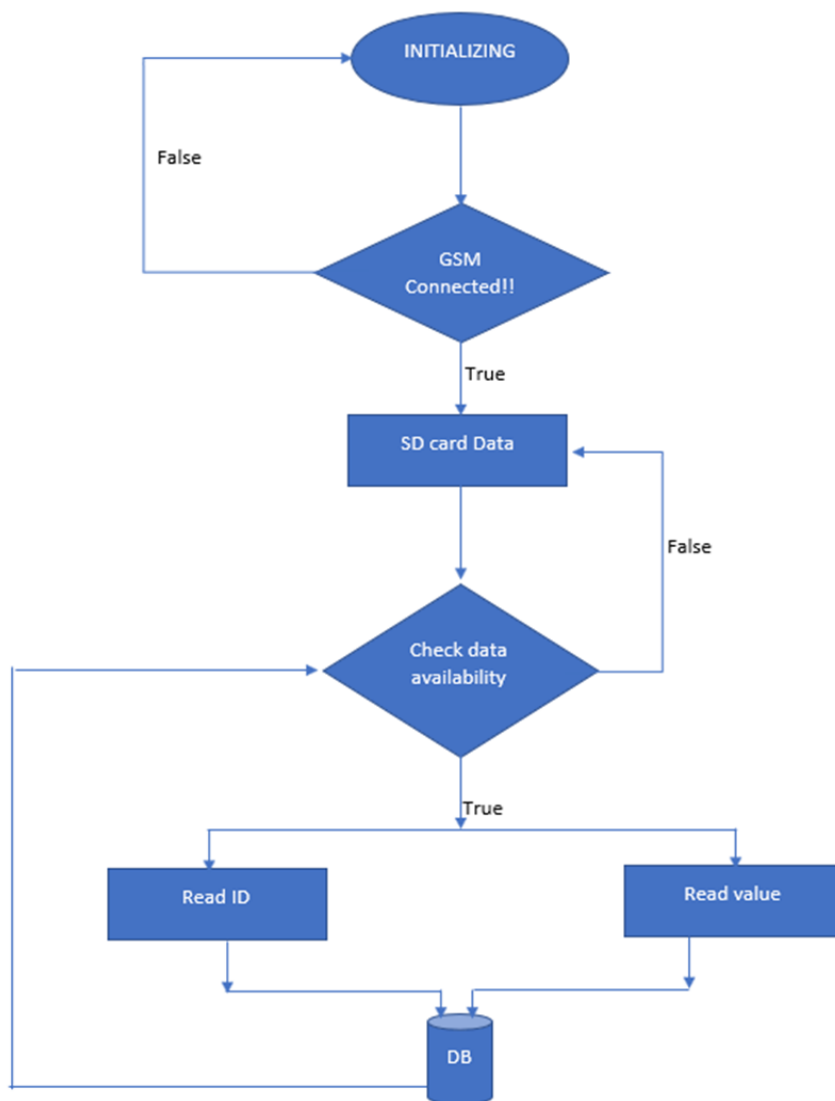 INITIALIZING
False
GSM
Connected!!
True
SD card Data
False
Check data
availability
True
Read ID
Read value
DB